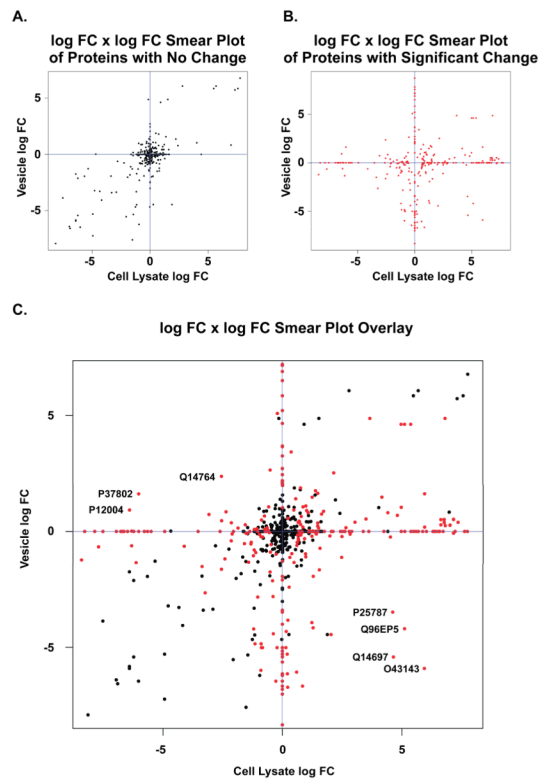 A.
log FC x log FC Smear Plot
of Proteins with No Change
5
0
-5
Vesicle log FC
-5
0
5
Cell Lysate log FC
B.
log FC x log FC Smear Plot
of Proteins with Significant Change
5
0
-5
Vesicle log FC
-5
0
5
Cell Lysate log FC
C.
log FC x log FC Smear Plot Overlay
5
0
-5
Vesicle log FC
Q14764
P37802
P12004
P25787
Q96EP5
Q14697
O43143
-5
0
5
Cell Lysate log FC